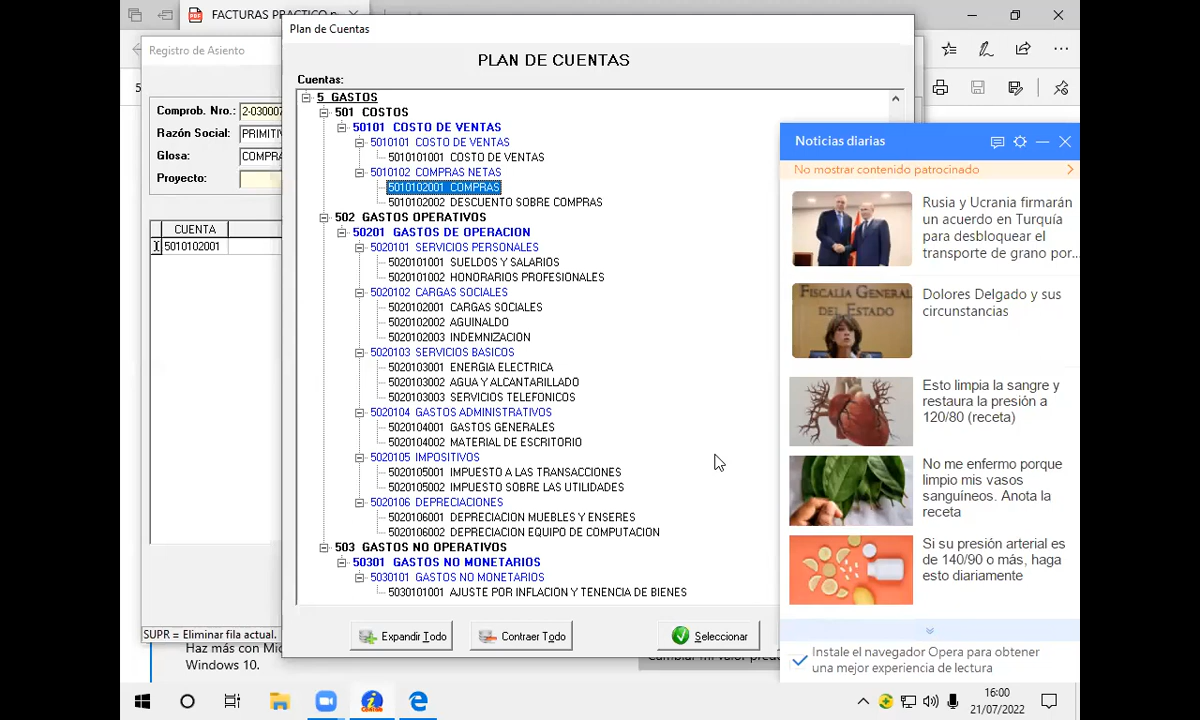 FACTURAS PRACTICO
Plan de Cuentas
Registro de Asiento
PLAN DE CUENTAS
Cuentas:
Comprob. Nro.: 2-03000
Razón Social: PRIMITI
Glosa: COMPR
Proyecto:
CUENTA
5010102001
5 GASTOS
501 COSTOS
50101 COSTO DE VENTAS
5010101 COSTO DE VENTAS
5010101001 COSTO DE VENTAS
5010102 COMPRAS NETAS
5010102001 COMPRAS
5010102002 DESCUENTO SOBRE COMPRAS
502 GASTOS OPERATIVOS
50201 GASTOS DE OPERACION
5020101 SERVICIOS PERSONALES
5020101001 SUELDOS Y SALARIOS
5020101002 HONORARIOS PROFESIONALES
5020102 CARGAS SOCIALES
5020102001 CARGAS SOCIALES
5020102002 AGUINALDO
5020102003 INDEMNIZACION
5020103 SERVICIOS BASICOS
5020103001 ENERGIA ELECTRICA
5020103002 AGUA Y ALCANTARILLADO
5020103003 SERVICIOS TELEFONICOS
5020104 GASTOS ADMINISTRATIVOS
5020104001 GASTOS GENERALES
5020104002 MATERIAL DE ESCRITORIO
5020105 IMPOSITIVOS
5020105001 IMPUESTO A LAS TRANSACCIONES
5020105002 IMPUESTO SOBRE LAS UTILIDADES
5020106 DEPRECIACIONES
5020106001 DEPRECIACION MUEBLES Y ENSERES
5020106002 DEPRECIACION EQUIPO DE COMPUTACION
503 GASTOS NO OPERATIVOS
50301 GASTOS NO MONETARIOS
5030101 GASTOS NO MONETARIOS
5030101001 AJUSTE POR INFLACION Y TENENCIA DE BIENES
Expandir Todo
Contraer Todo
Seleccionar
SUPR = Eliminar fila actual.
Haz más con Mi
Windows 10.
Noticias diarias
No mostrar contenido patrocinado
Rusia y Ucrania firmarán
un acuerdo en Turquía
para desbloquear el
transporte de grano por...
FISCALÍA GENERAL
DEL ESTADO
Dolores Delgado y sus
circunstancias
Esto limpia la sangre y
restaura la presión a
120/80 (receta)
No me enfermo porque
limpio mis vasos
sanguíneos. Anota la
receta
Si su presión arterial es
de 140/90 o más, haga
esto diariamente
Instale el navegador Opera para obtener
una mejor experiencia de lectura
16:00
21/07/2022